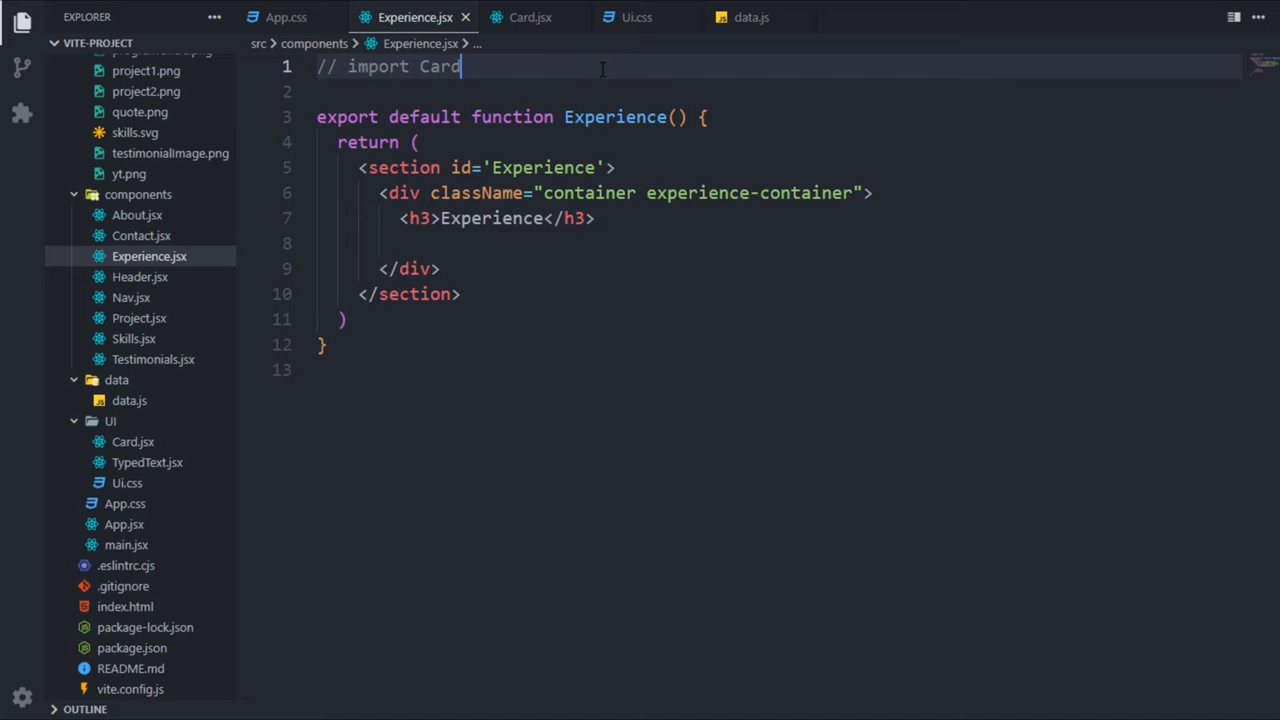 EXPLORER
App.css
Experience.jsx
Card.jsx
Ui.css
data.js
VITE-PROJECT
src > components > Experience.jsx > ...
project1.png
project2.png
quote.png
skills.svg
testimonialImage.png
yt.png
components
About.jsx
Contact.jsx
Experience.jsx
Header.jsx
Nav.jsx
Project.jsx
Skills.jsx
Testimonials.jsx
data
data.js
UI
Card.jsx
TypedText.jsx
Ui.css
App.css
App.jsx
main.jsx
.eslintrc.cjs
.gitignore
index.html
package-lock.json
package.json
README.md
vite.config.js
OUTLINE
1 // import Card
2
3 export default function Experience() {
4 return (
5 <section id='Experience'>
6 <div className="container experience-container">
7 <h3>Experience</h3>
8
9 </div>
10 </section>
11 )
12 }
13